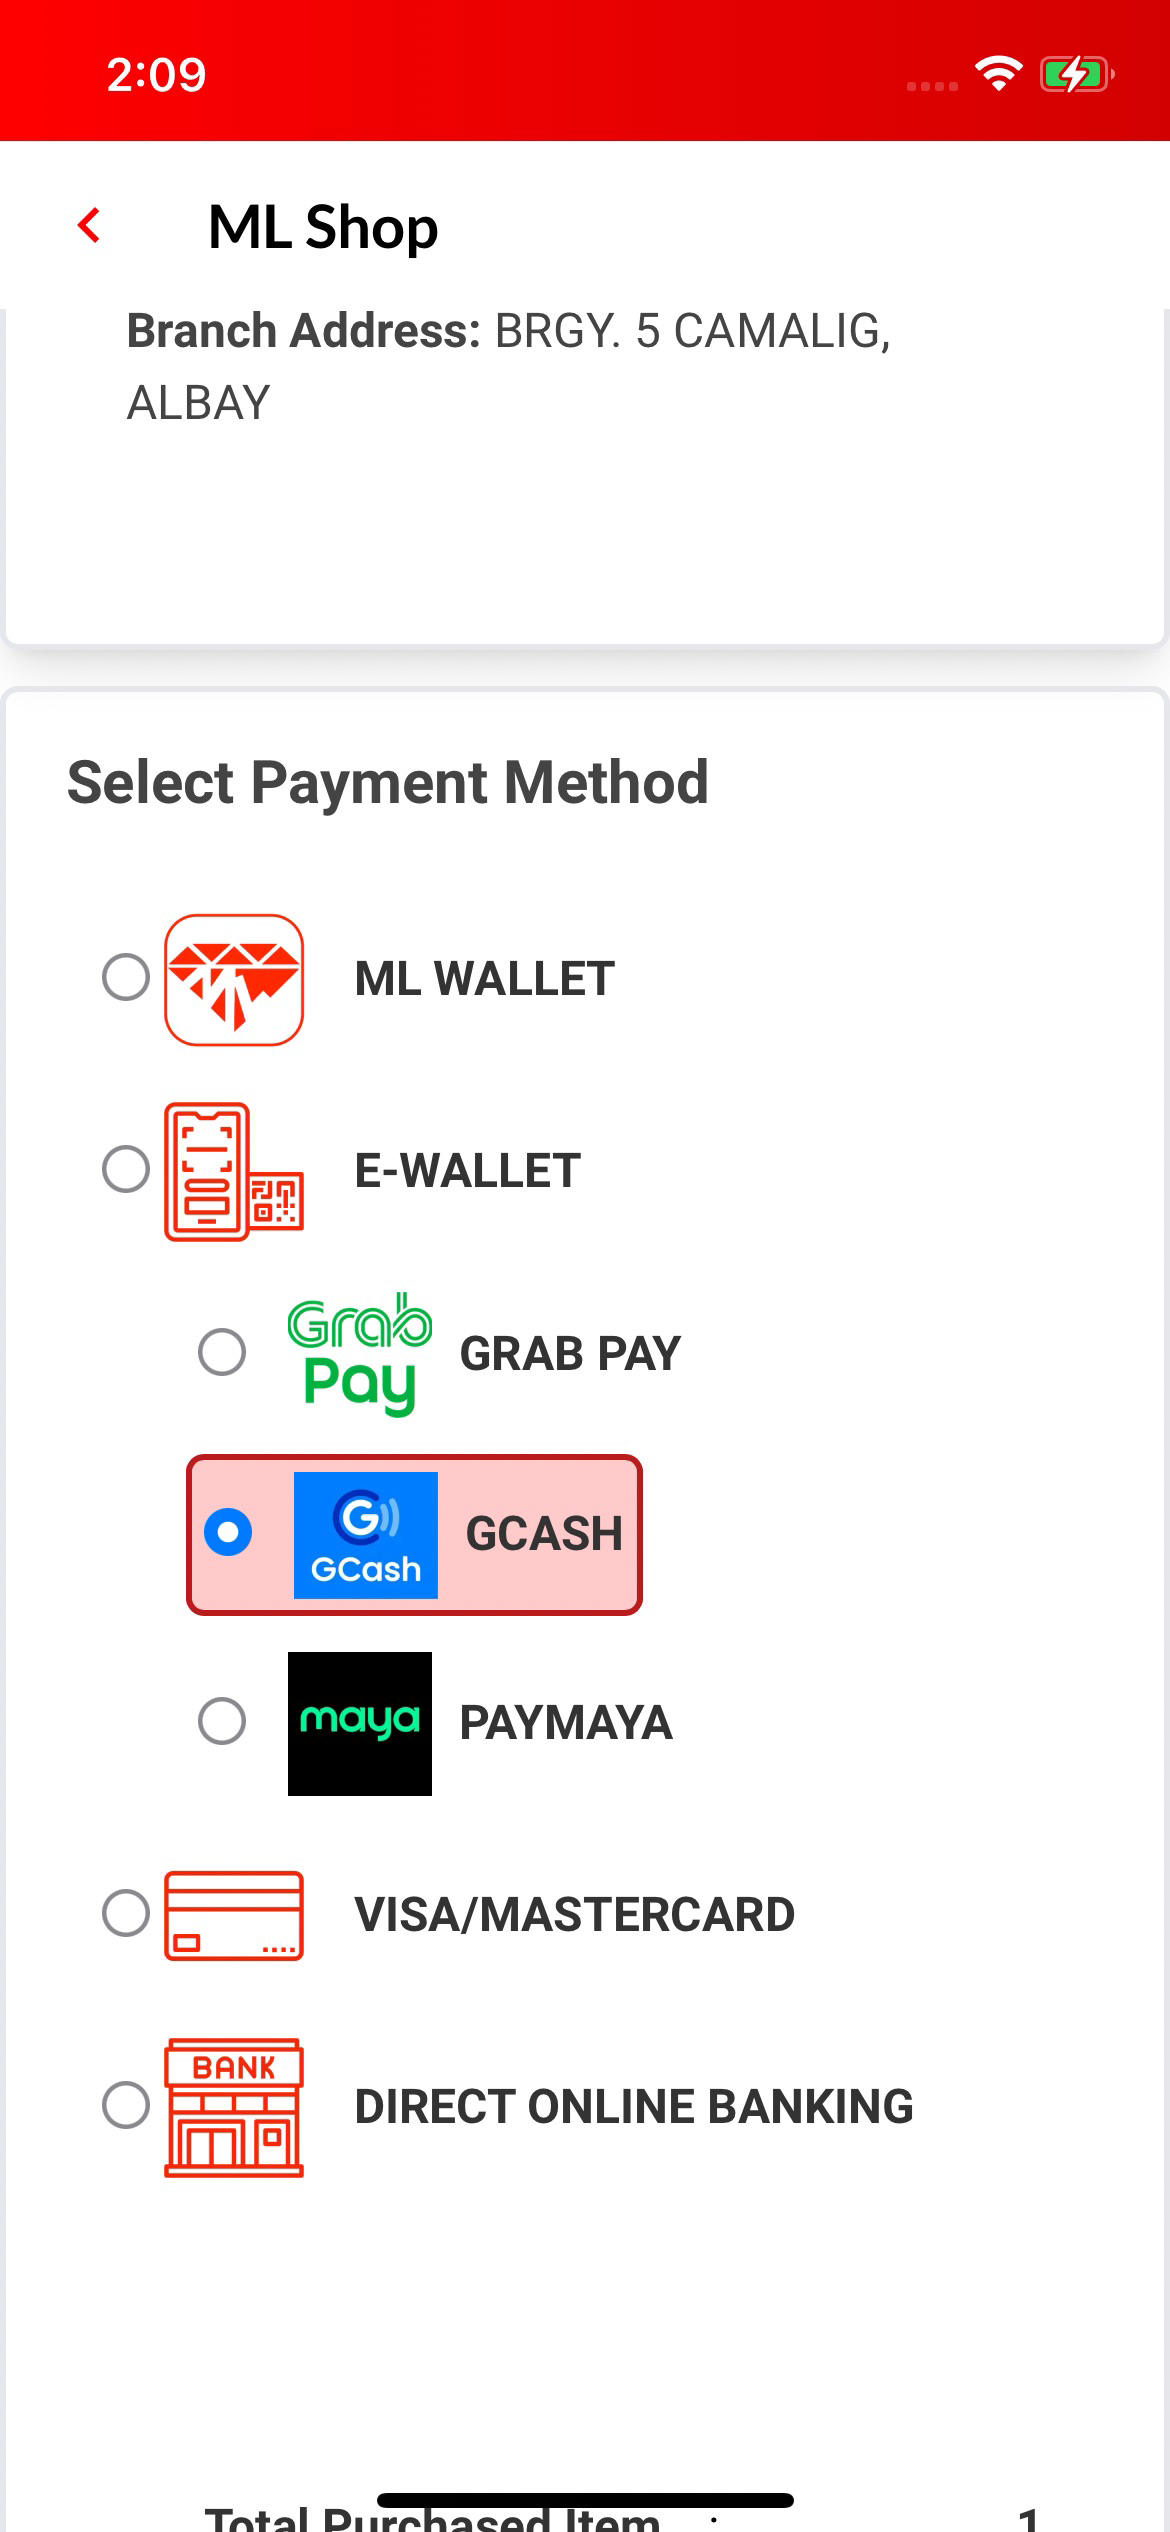 2:09
ML Shop
Branch Address: BRGY. 5 CAMALIG,
ALBAY
Select Payment Method
ML WALLET
E-WALLET
Grab
Pay
GRAB PAY
G
GCash
GCASH
maya
PAYMAYA
VISA/MASTERCARD
BANK
DIRECT ONLINE BANKING
Total Purchased Item : 1